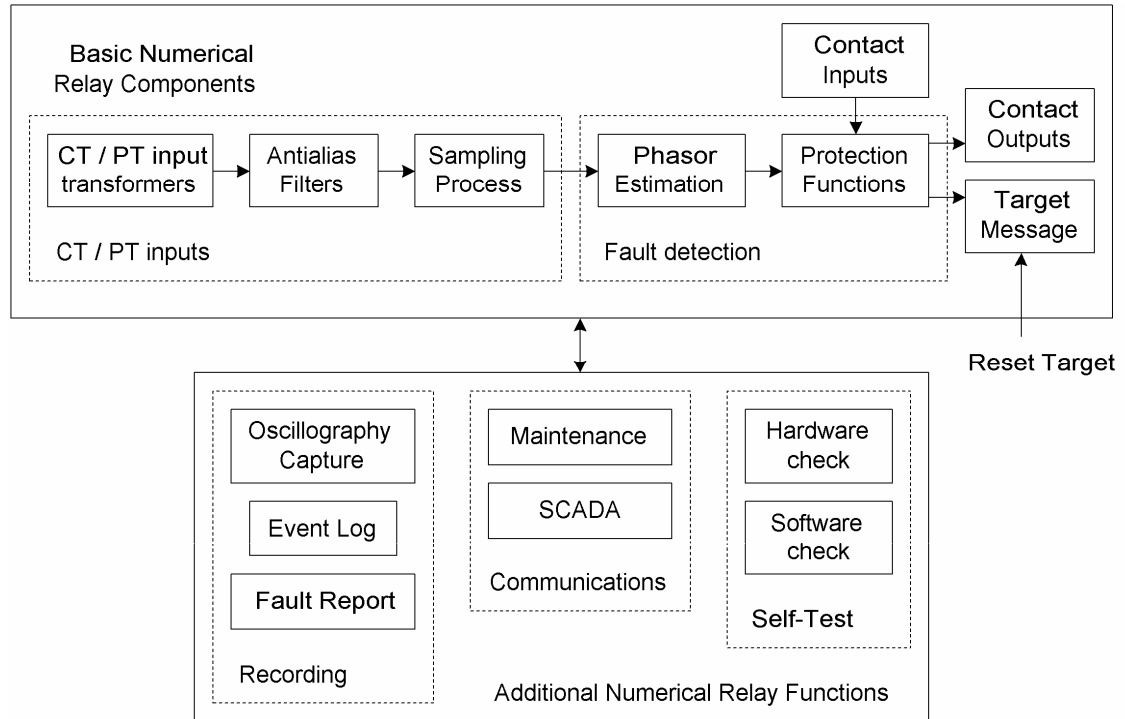 Basic Numerical
Relay Components
Contact
Inputs
Contact
Outputs
CT / PT input
transformers
Antialias
Filters
Sampling
Process
Phasor
Estimation
Protection
Functions
Target
Message
CT / PT inputs
Fault detection
Reset Target
Oscillography
Capture
Event Log
Fault Report
Recording
Maintenance
SCADA
Communications
Hardware
check
Software
check
Self-Test
Additional Numerical Relay Functions